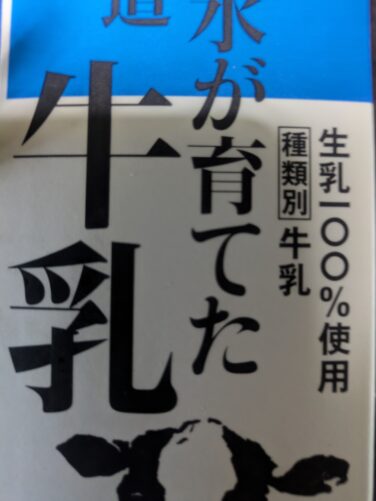 生乳一〇〇%使用
種類別 牛乳
水が育てた
道
牛乳